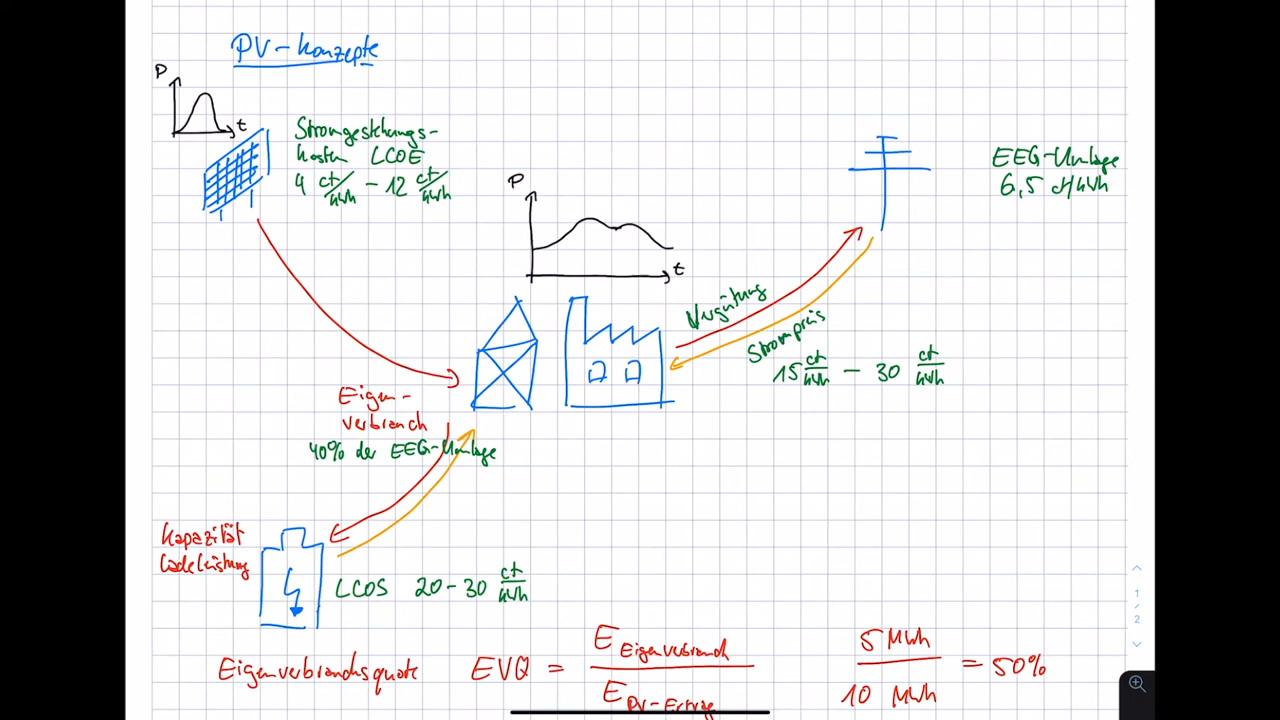 PV-Konzepte
P
t
Stromgestehungs-
kosten LCOE
4 ct/kWh - 12 ct/kWh
P
t
EEG-Umlage
6,5 ct/kWh
Vergütung
Strompreis
15 ct/kWh - 30 ct/kWh
Eigen-
verbrauch
40% der EEG-Umlage
Kapazität
Ladeleistung
LCOS 20-30 ct/kWh
Eigenverbrauchsquote EVQ = E Eigenverbrauch / E PV-Ertrag
5 MWh / 10 MWh = 50%
1
/
2